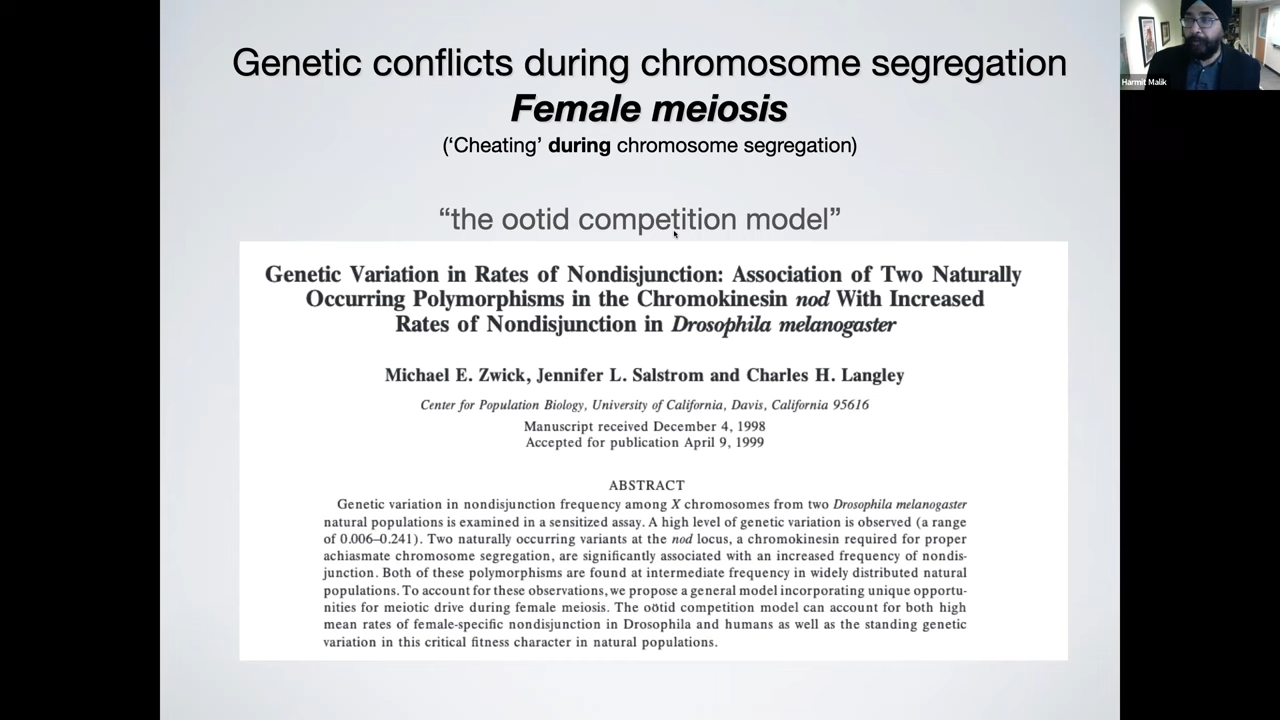 Genetic conflicts during chromosome segregation
Female meiosis
(‘Cheating’ during chromosome segregation)
“the ootid competition model”
Genetic Variation in Rates of Nondisjunction: Association of Two Naturally
Occurring Polymorphisms in the Chromokinesin nod With Increased
Rates of Nondisjunction in Drosophila melanogaster
Michael E. Zwick, Jennifer L. Salstrom and Charles H. Langley
Center for Population Biology, University of California, Davis, California 95616
Manuscript received December 4, 1998
Accepted for publication April 9, 1999
ABSTRACT
Genetic variation in nondisjunction frequency among X chromosomes from two Drosophila melanogaster
natural populations is examined in a sensitized assay. A high level of genetic variation is observed (a range
of 0.006–0.241). Two naturally occurring variants at the nod locus, a chromokinesin required for proper
achiasmate chromosome segregation, are significantly associated with an increased frequency of nondis-
junction. Both of these polymorphisms are found at intermediate frequency in widely distributed natural
populations. To account for these observations, we propose a general model incorporating unique opportu-
nities for meiotic drive during female meiosis. The oötid competition model can account for both high
mean rates of female-specific nondisjunction in Drosophila and humans as well as the standing genetic
variation in this critical fitness character in natural populations.
Harmit Malik